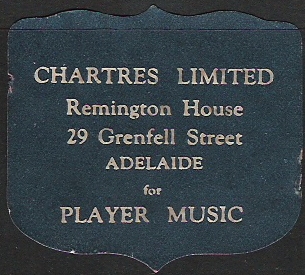 CHARTRES LIMITED
Remington House
29 Grenfell Street
ADELAIDE
for
PLAYER MUSIC